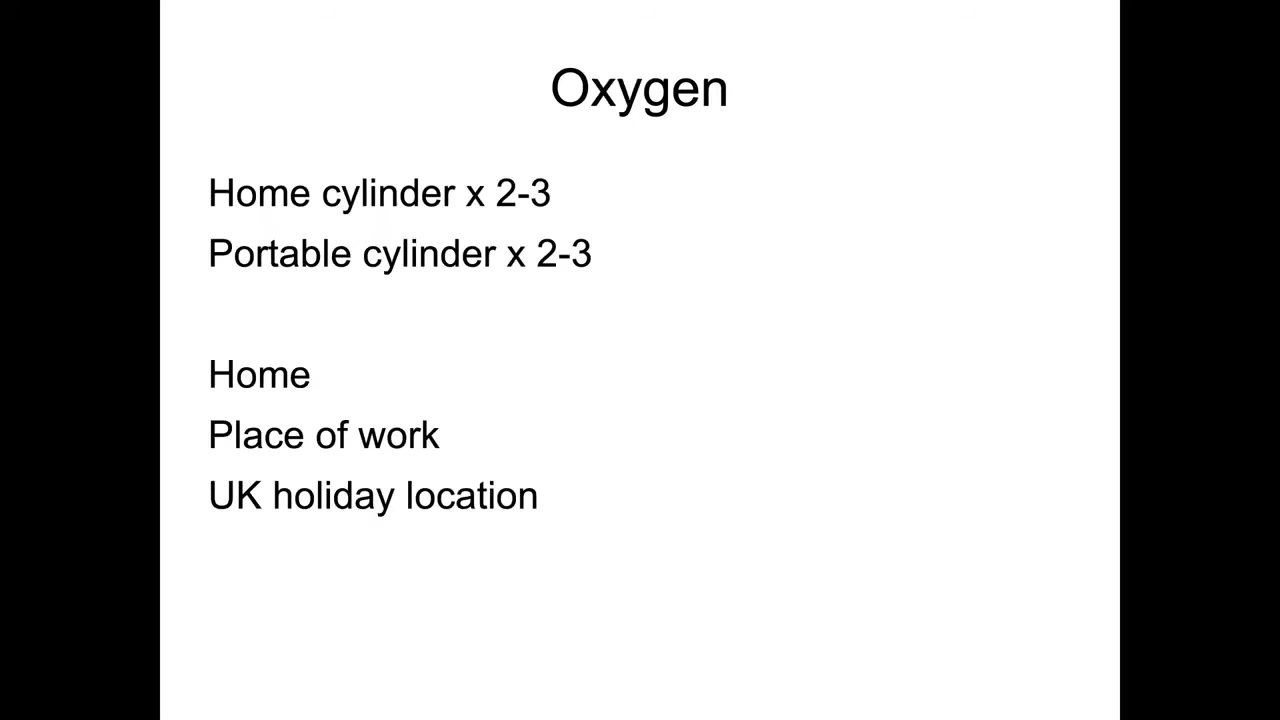 Oxygen
Home cylinder x 2-3
Portable cylinder x 2-3
Home
Place of work
UK holiday location